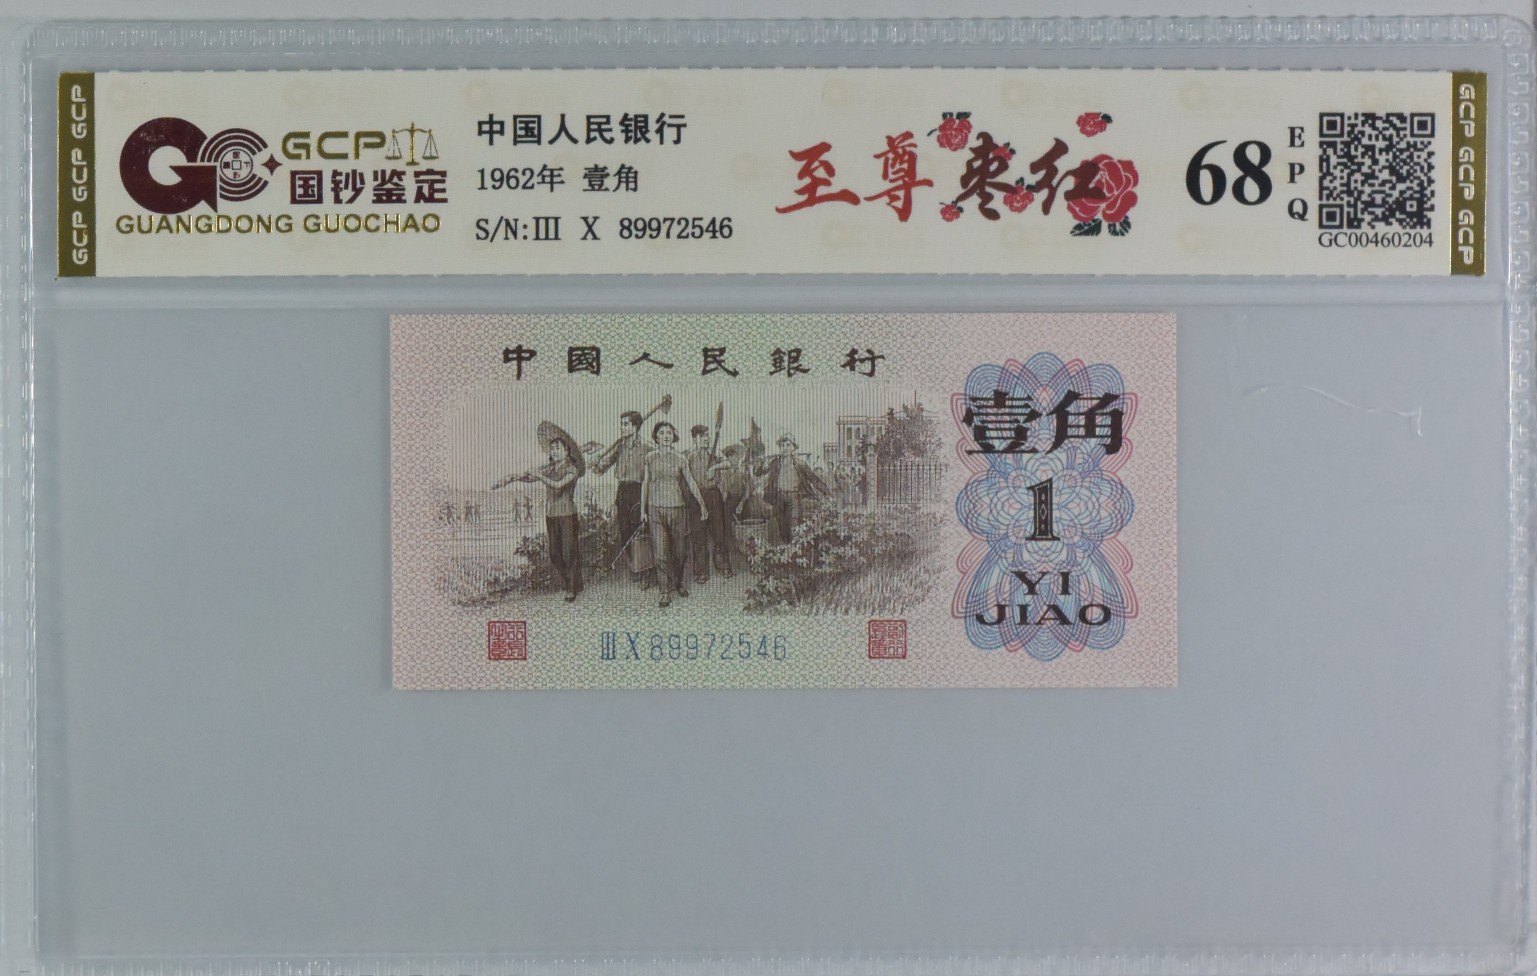 GCP GCP GCP
GCP
国钞鉴定
GUANGDONG GUOCHAO
中国人民银行
1962年 壹角
S/N:Ⅲ X 89972546
至尊枣红
68
EPQ
GC00460204
GCP GCP GCP
中國人民銀行
壹角
1
YI
JIAO
Ⅲ X 89972546